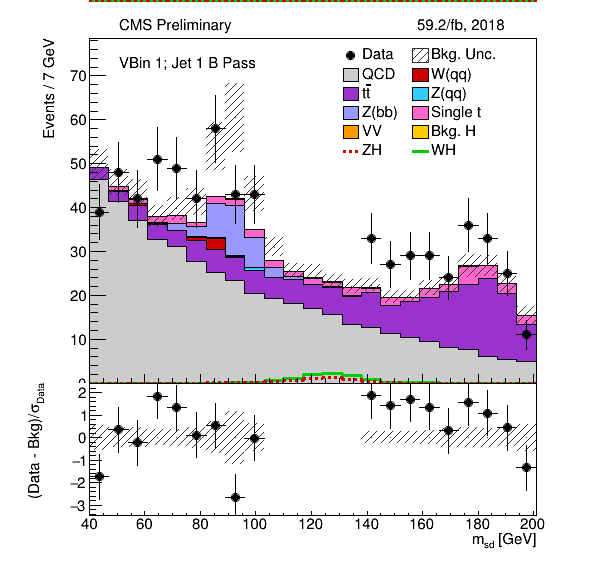 CMS Preliminary 59.2/fb, 2018
Events / 7 GeV
VBin 1; Jet 1 B Pass
Data Bkg. Unc.
QCD W(qq)
tt̅ Z(qq)
Z(bb) Single t
VV Bkg. H
ZH WH
70
60
50
40
30
20
10
0
(Data - Bkg)/σData
2
1
0
−1
−2
−3
40 60 80 100 120 140 160 180 200
msd [GeV]